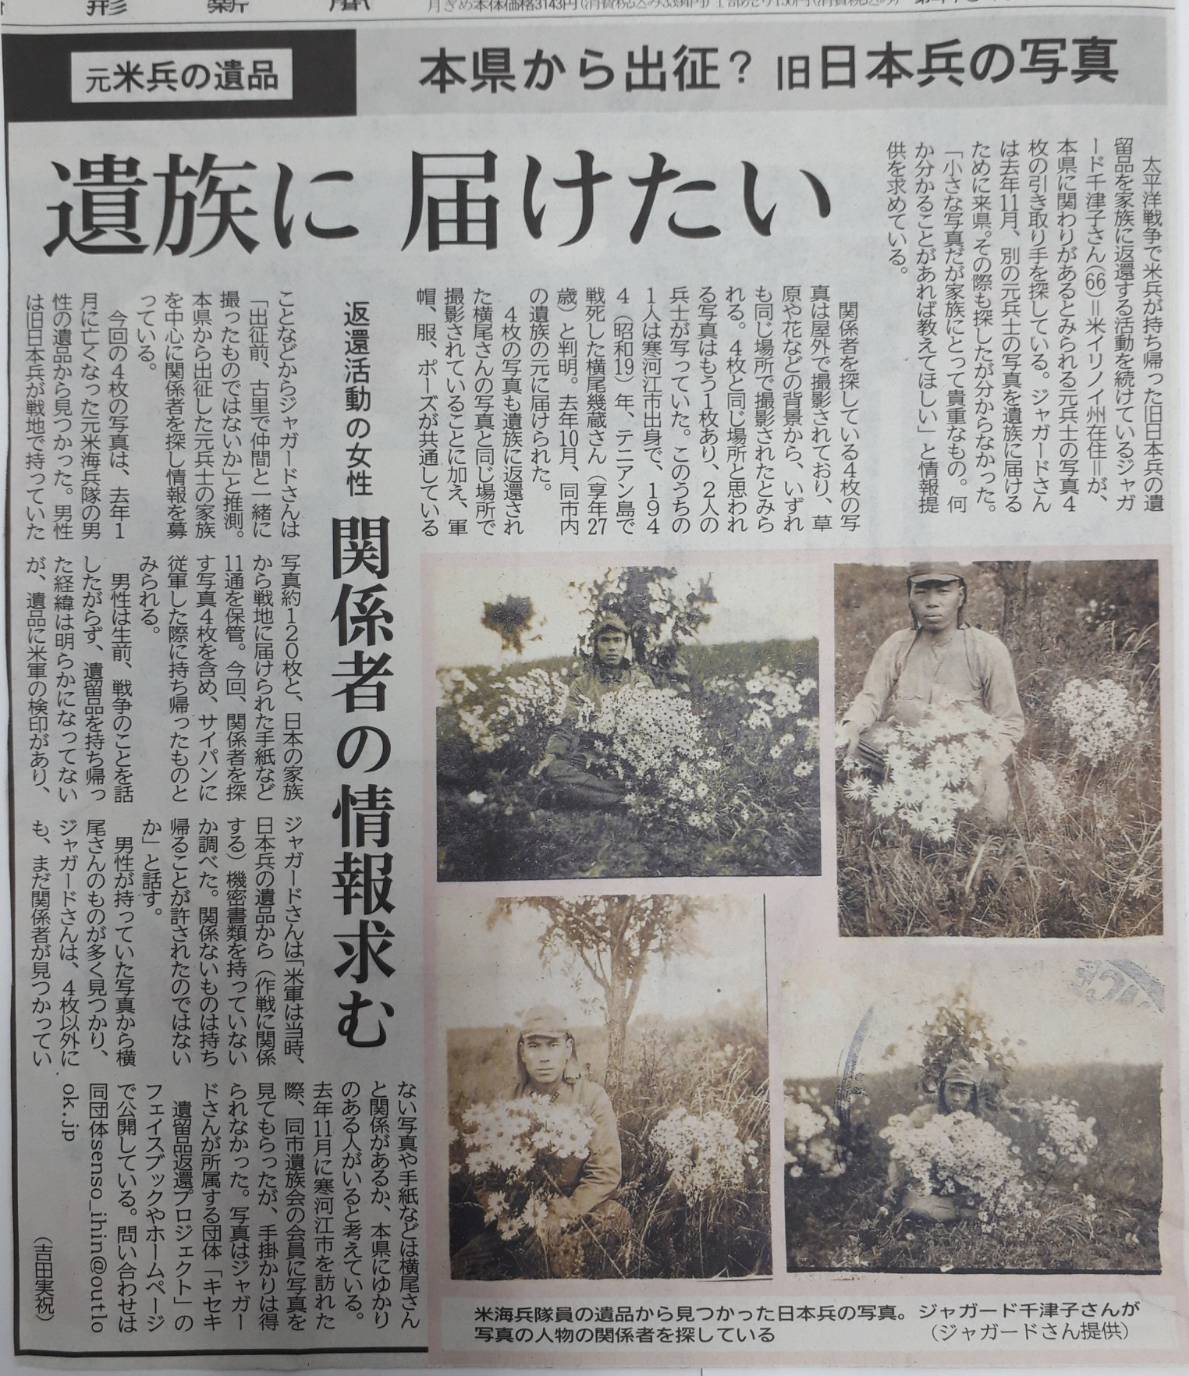 形 新 聞
元米兵の遺品
本県から出征？ 旧日本兵の写真
遺族に 届けたい
太平洋戦争で米兵が持ち帰った旧日本兵の遺
留品を家族に返還する活動を続けているジャガ
ード千津子さん(66)＝米イリノイ州在住＝が、
本県に関わりがあるとみられる元兵士の写真4
枚の引き取り手を探している。ジャガードさん
は去年11月、別の元兵士の写真を遺族に届ける
ために来県。その際も探したが分からなかった。
「小さな写真だが家族にとって貴重なもの。何
か分かることがあれば教えてほしい」と情報提
供を求めている。
返還活動の女性 関係者の情報求む
関係者を探している4枚の写
真は屋外で撮影されており、草
原や花などの背景から、いずれ
も同じ場所で撮影されたとみら
れる。4枚と同じ場所と思われ
る写真はもう1枚あり、2人の
兵士が写っていた。このうちの
1人は寒河江市出身で、194
4（昭和19）年、テニアン島で
戦死した横尾幾蔵さん（享年27
歳）と判明。去年10月、同市内
の遺族の元に届けられた。
4枚の写真も遺族に返還され
た横尾さんの写真と同じ場所で
撮影されていることに加え、軍
帽、服、ポーズが共通している
ことなどからジャガードさんは
「出征前、古里で仲間と一緒に
撮ったものではないか」と推測。
本県から出征した元兵士の家族
を中心に関係者を探し情報を募
っている。
今回の4枚の写真は、去年1
月に亡くなった元米海兵隊の男
性の遺品から見つかった。男性
は旧日本兵が戦地で持っていた
写真約120枚と、日本の家族
から戦地に届けられた手紙など
11通を保管。今回、関係者を探
す写真4枚を含め、サイパンに
従軍した際に持ち帰ったものと
みられる。
男性は生前、戦争のことを話
したがらず、遺留品を持ち帰っ
た経緯は明らかになってない
が、遺品に米軍の検印があり、
ジャガードさんは「米軍は当時、
日本兵の遺品から（作戦に関係
する）機密書類を持っていない
か調べた。関係ないものは持ち
帰ることが許されたのではない
か」と話す。
男性が持っていた写真から横
尾さんのものが多く見つかり、
ジャガードさんは、4枚以外に
も、まだ関係者が見つかってい
ない写真や手紙などは横尾さん
と関係があるか、本県にゆかり
のある人がいると考えている。
去年11月に寒河江市を訪れた
際、同市遺族会の会員に写真を
見てもらったが、手掛かりは得
られなかった。写真はジャガー
ドさんが所属する団体「キセキ
遺留品返還プロジェクト」の
フェイスブックやホームページ
で公開している。問い合わせは
同団体senso_ihin@outlo
ok.jp
（吉田実祝）
米海兵隊員の遺品から見つかった日本兵の写真。ジャガード千津子さんが
写真の人物の関係者を探している （ジャガードさん提供）